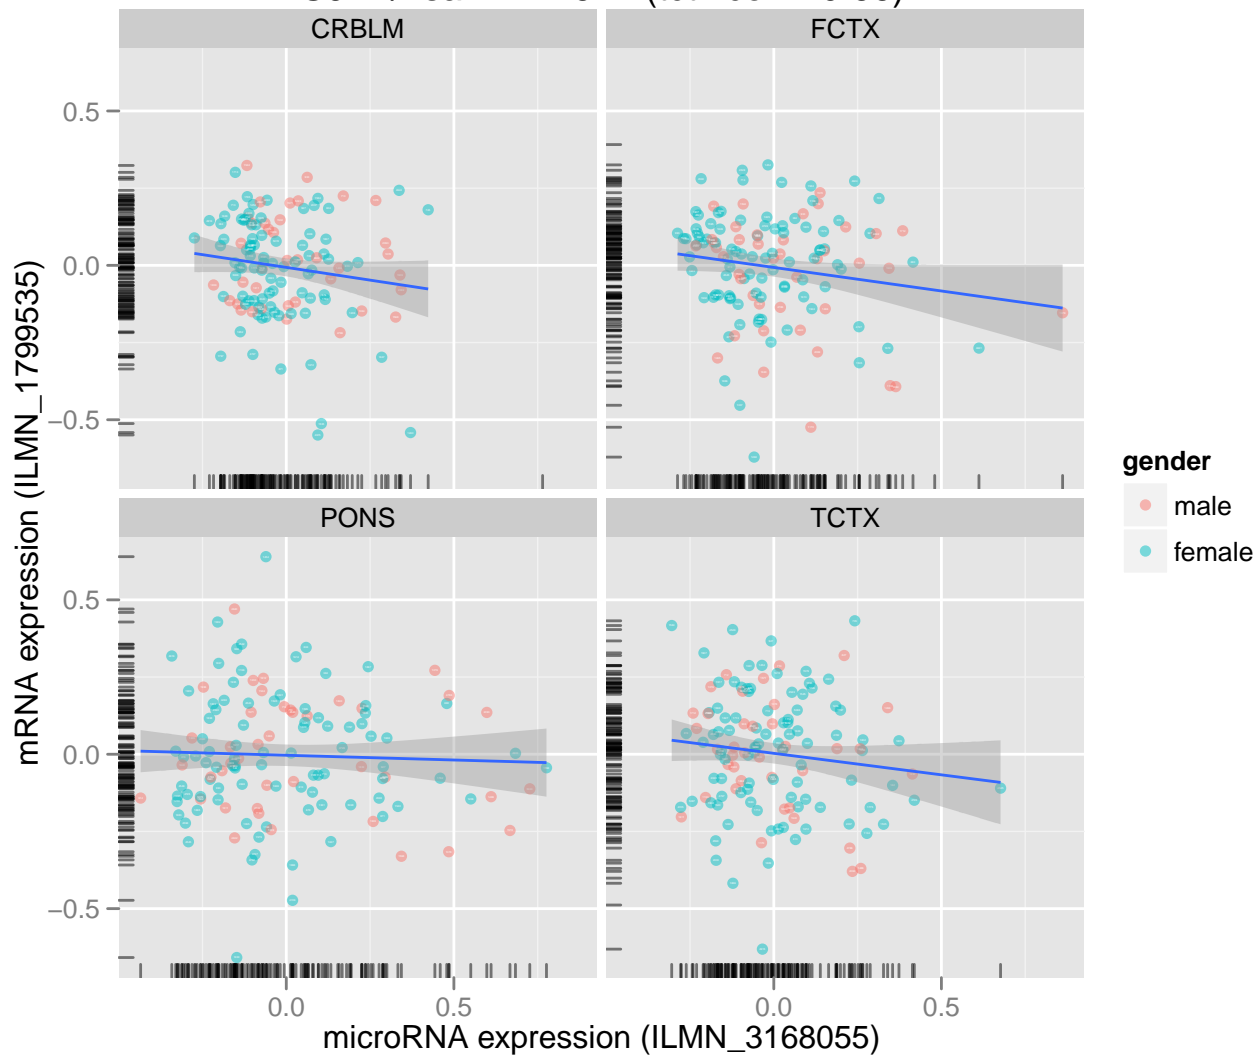 CRBLM
FCTX
0.5
0.0
−0.5
PONS
TCTX
0.5
0.0
−0.5
0.0
0.5
0.0
0.5
microRNA expression (ILMN_3168055)
mRNA expression (ILMN_1799535)
gender
male
female